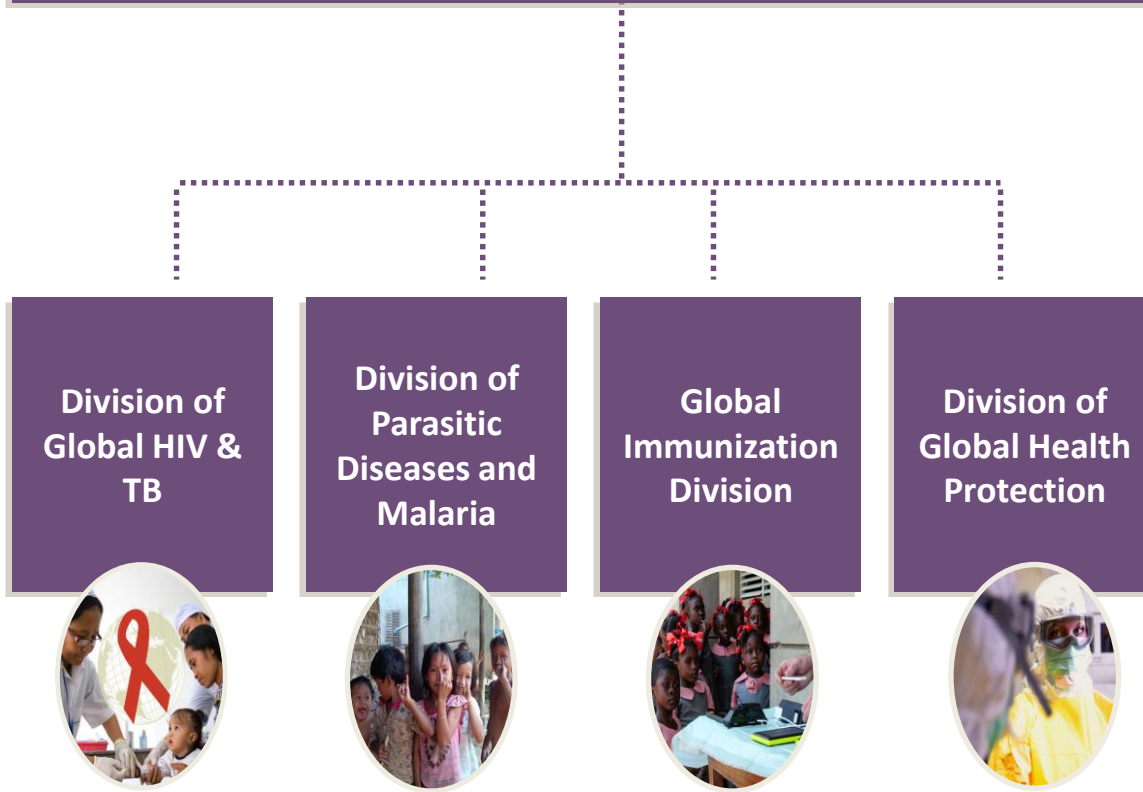 Division of
Global HIV &
TB
Division of
Parasitic
Diseases and
Malaria
Global
Immunization
Division
Division of
Global Health
Protection